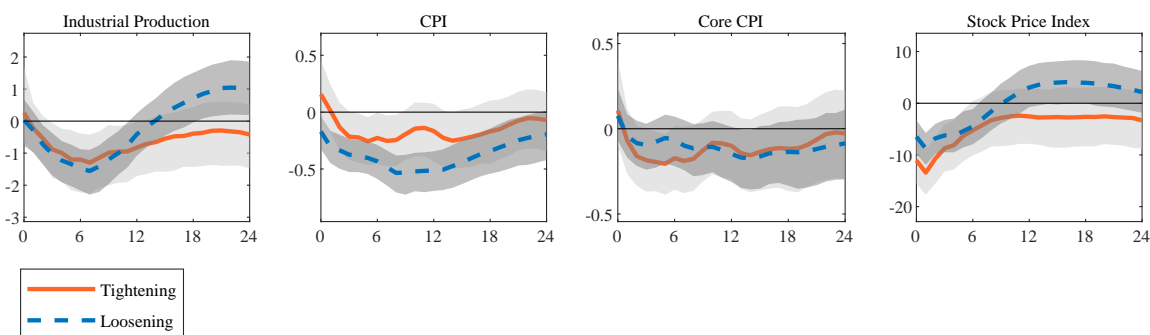 Industrial Production
2
1
0
-1
-2
-3
0 6 12 18 24
CPI
0.5
0
-0.5
0 6 12 18 24
Core CPI
0.5
0
-0.5
0 6 12 18 24
Stock Price Index
10
0
-10
-20
0 6 12 18 24
Tightening
Loosening